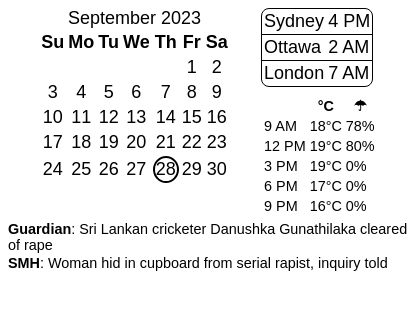 September 2023
Su Mo Tu We Th Fr Sa
1 2
3 4 5 6 7 8 9
10 11 12 13 14 15 16
17 18 19 20 21 22 23
24 25 26 27 28 29 30
Sydney 4 PM
Ottawa 2 AM
London 7 AM
°C ☂
9 AM 18°C 78%
12 PM 19°C 80%
3 PM 19°C 0%
6 PM 17°C 0%
9 PM 16°C 0%
Guardian: Sri Lankan cricketer Danushka Gunathilaka cleared
of rape
SMH: Woman hid in cupboard from serial rapist, inquiry told